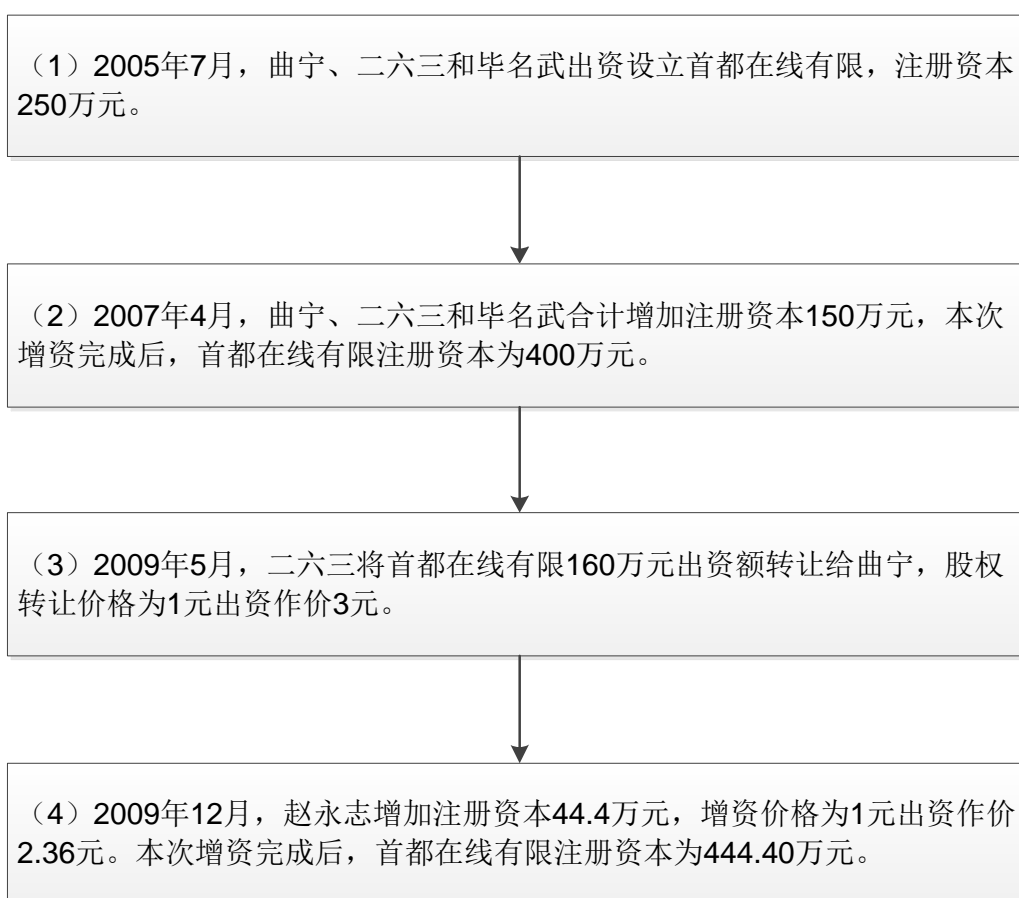 （1）2005年7月，曲宁、二六三和毕名武出资设立首都在线有限，注册资本
250万元。
（2）2007年4月，曲宁、二六三和毕名武合计增加注册资本150万元，本次
增资完成后，首都在线有限注册资本为400万元。
（3）2009年5月，二六三将首都在线有限160万元出资额转让给曲宁，股权
转让价格为1元出资作价3元。
（4）2009年12月，赵永志增加注册资本44.4万元，增资价格为1元出资作价
2.36元。本次增资完成后，首都在线有限注册资本为444.40万元。